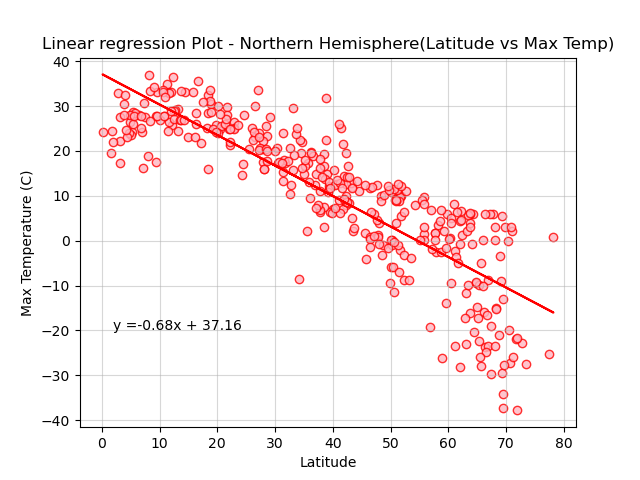 Linear regression Plot - Northern Hemisphere(Latitude vs Max Temp)
40
30
20
10
0
−10
−20
−30
−40
Max Temperature (C)
y =-0.68x + 37.16
0 10 20 30 40 50 60 70 80
Latitude